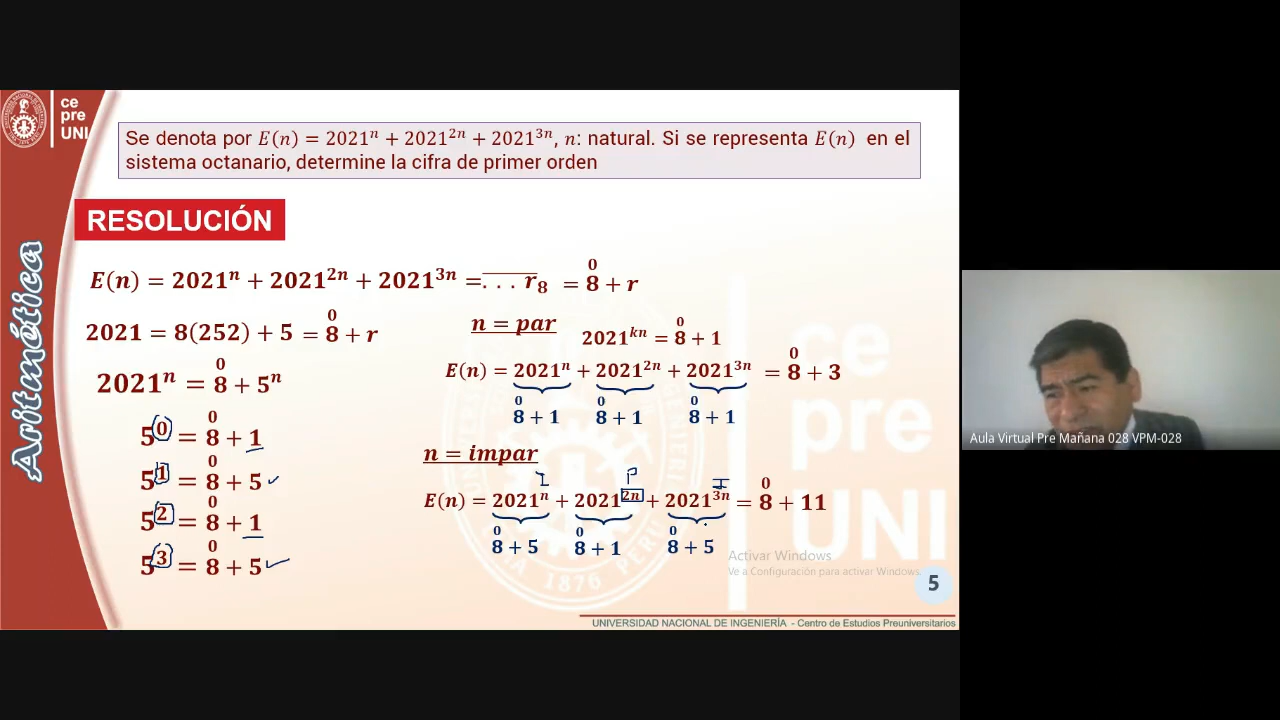 ce
pre
UNI
Aritmética
Se denota por E(n) = 2021ⁿ + 2021²ⁿ + 2021³ⁿ, n: natural. Si se representa E(n) en el
sistema octanario, determine la cifra de primer orden
RESOLUCIÓN
E(n) = 2021ⁿ + 2021²ⁿ + 2021³ⁿ = ‾. . . r‾₈ = 8̊ + r
2021 = 8(252) + 5 = 8̊ + r
2021ⁿ = 8̊ + 5ⁿ
5⁰ = 8̊ + 1
5¹ = 8̊ + 5 ✓
5² = 8̊ + 1
5³ = 8̊ + 5 ✓
n = par
2021ᵏⁿ = 8̊ + 1
E(n) = 2021ⁿ + 2021²ⁿ + 2021³ⁿ = 8̊ + 3
8̊ + 1 8̊ + 1 8̊ + 1
n = impar
I P I
E(n) = 2021ⁿ + 2021²ⁿ + 2021³ⁿ = 8̊ + 11
8̊ + 5 8̊ + 1 8̊ + 5
ce
pre
UNI
1876
Activar Windows
Ve a Configuración para activar Windows.
5
UNIVERSIDAD NACIONAL DE INGENIERÍA - Centro de Estudios Preuniversitarios
Aula Virtual Pre Mañana 028 VPM-028